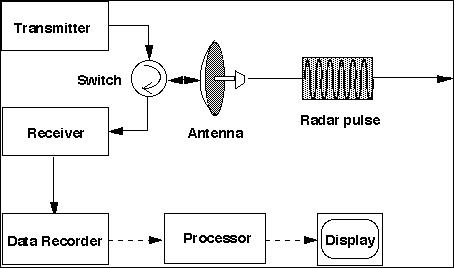 Transmitter
Switch
Antenna
Radar pulse
Receiver
Data Recorder
Processor
Display